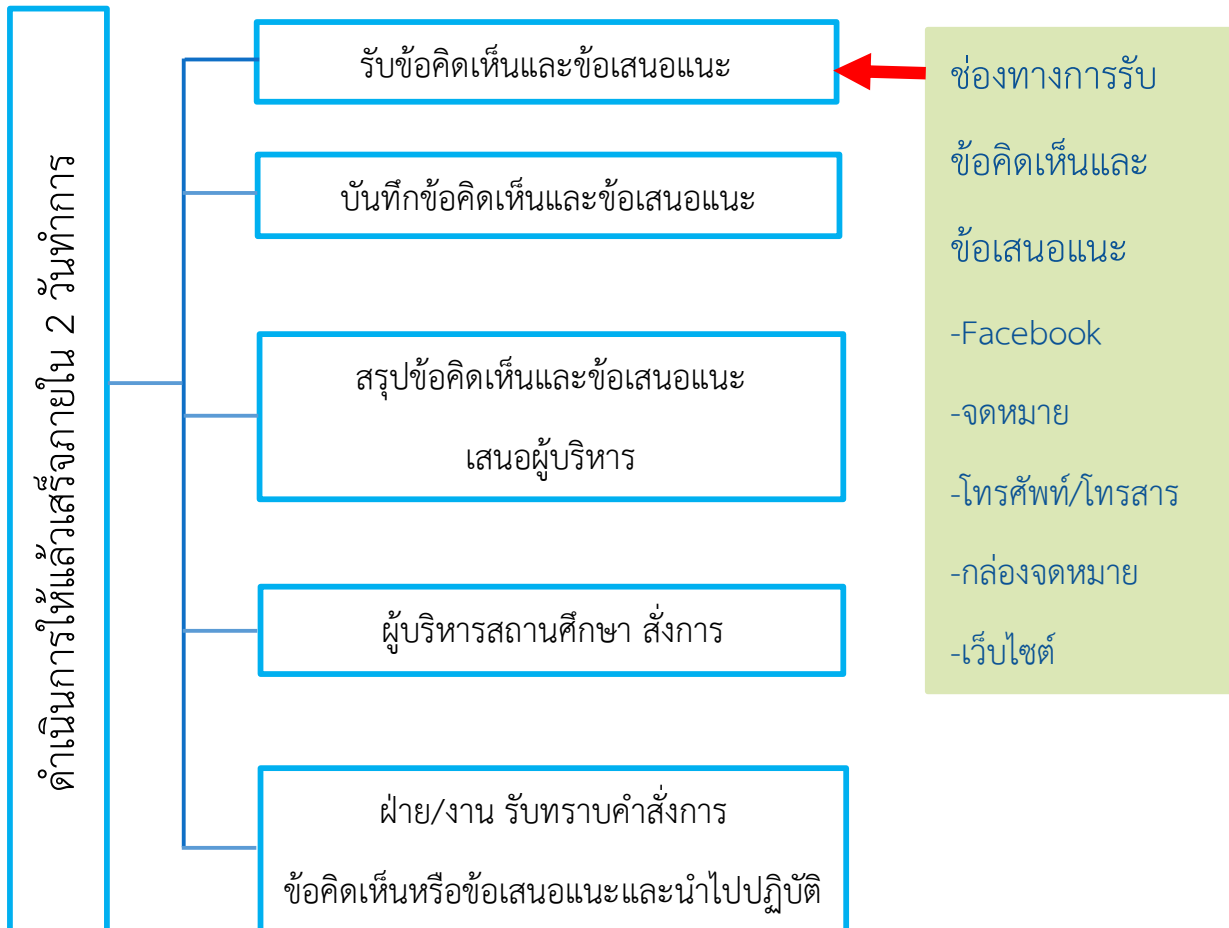 ดำเนินการให้แล้วเสร็จภายใน 2 วันทำการ
รับข้อคิดเห็นและข้อเสนอแนะ
บันทึกข้อคิดเห็นและข้อเสนอแนะ
สรุปข้อคิดเห็นและข้อเสนอแนะ
เสนอผู้บริหาร
ผู้บริหารสถานศึกษา สั่งการ
ฝ่าย/งาน รับทราบคำสั่งการ
ข้อคิดเห็นหรือข้อเสนอแนะและนำไปปฏิบัติ
ช่องทางการรับ
ข้อคิดเห็นและ
ข้อเสนอแนะ
-Facebook
-จดหมาย
-โทรศัพท์/โทรสาร
-กล่องจดหมาย
-เว็บไซต์